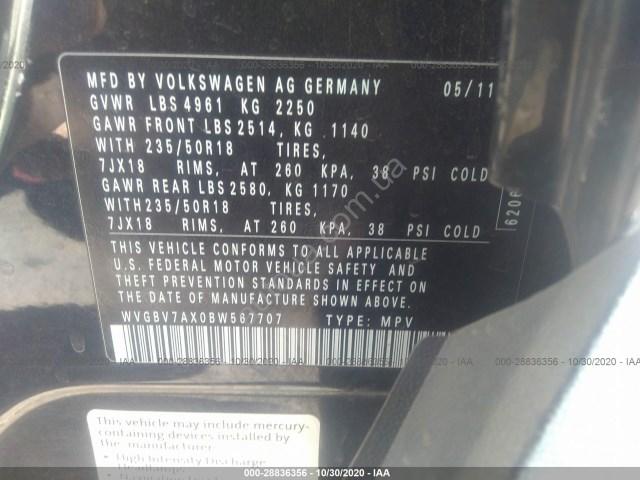 MFD BY VOLKSWAGEN AG GERMANY 05/11
GVWR LBS 4961 KG 2250
GAWR FRONT LBS 2514, KG 1140
WITH 235/50R18 TIRES,
7JX18 RIMS, AT 260 KPA, 38 PSI COLD
GAWR REAR LBS 2580, KG 1170
WITH235/50R18 TIRES,
7JX18 RIMS, AT 260 KPA, 38 PSI COLD
THIS VEHICLE CONFORMS TO ALL APPLICABLE
U.S. FEDERAL MOTOR VEHICLE SAFETY AND
THEFT PREVENTION STANDARDS IN EFFECT ON
THE DATE OF MANUFACTURE SHOWN ABOVE.
WVGBV7AX0BW567707 TYPE: MPV
This vehicle may include mercury-
containing devices installed by
the manufacturer:
• High Intensity Discharge
Headlamps
000-28836356 - 10/30/2020 - IAA